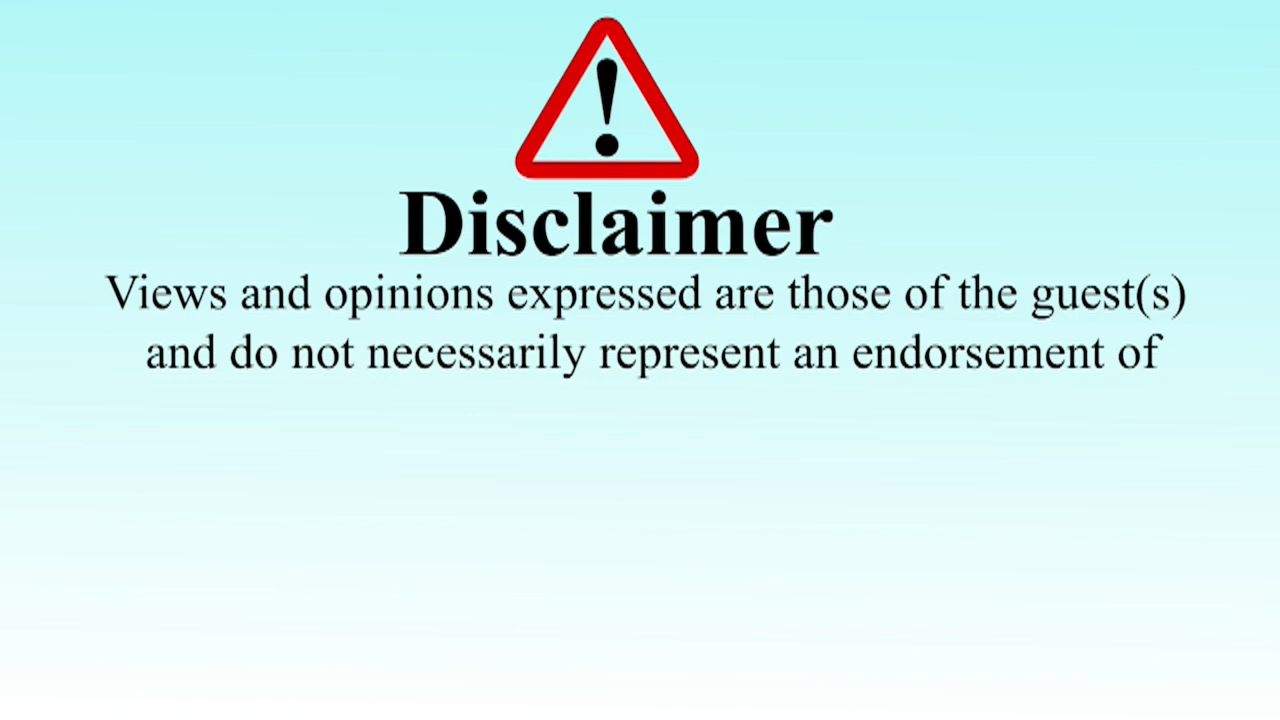 Disclaimer
Views and opinions expressed are those of the guest(s)
and do not necessarily represent an endorsement of